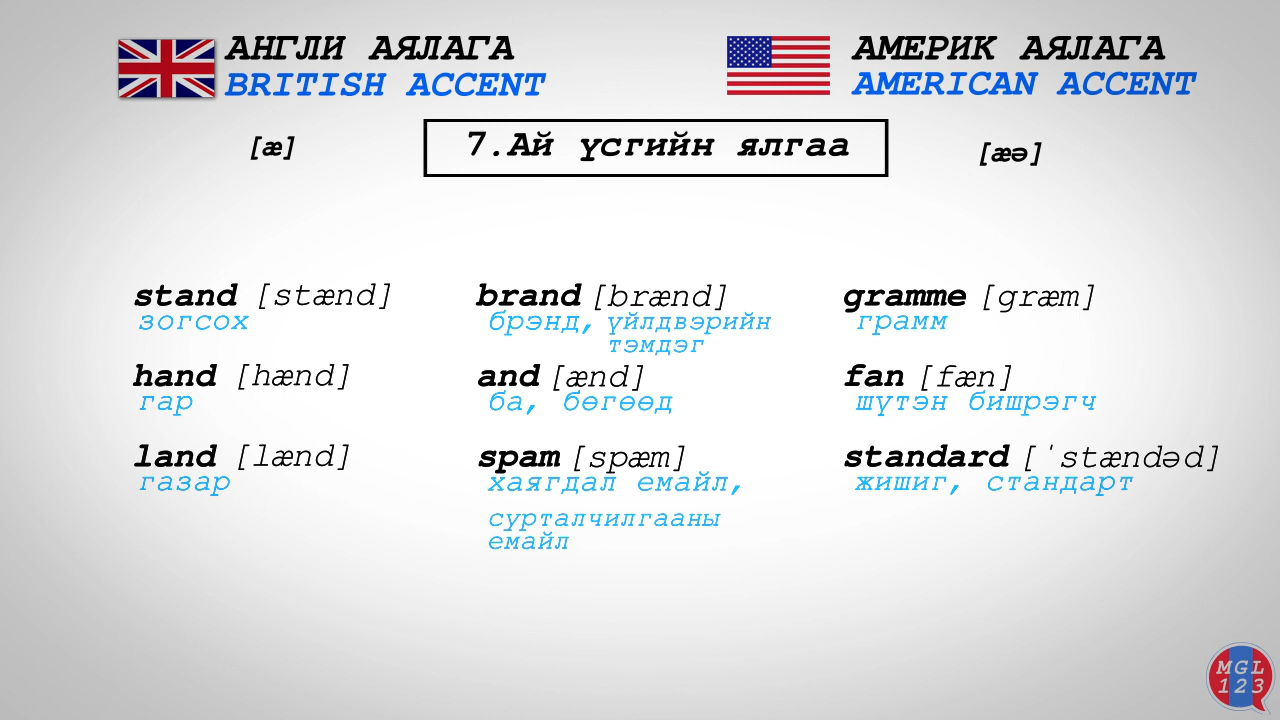 АНГЛИ АЯЛАГА
BRITISH ACCENT
АМЕРИК АЯЛАГА
AMERICAN ACCENT
[æ]
7.Ай үсгийн ялгаа
[æə]
stand [stænd]
зогсох
brand [brænd]
брэнд, үйлдвэрийн
тэмдэг
gramme [græm]
грамм
hand [hænd]
гар
and [ænd]
ба, бөгөөд
fan [fæn]
шүтэн бишрэгч
land [lænd]
газар
spam [spæm]
хаягдал емайл,
сурталчилгааны
емайл
standard [ˈstændəd]
жишиг, стандарт
MGL
123